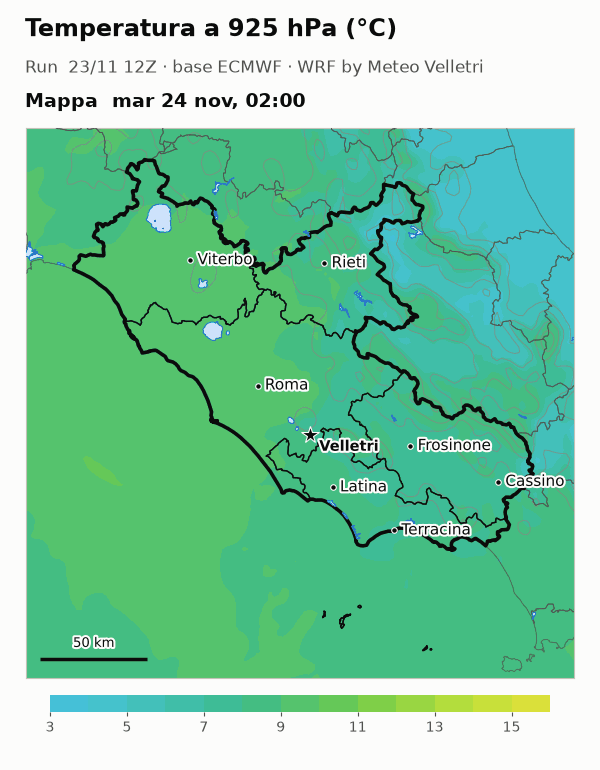 Temperatura a 925 hPa (°C)
Run  23/11 12Z · base ECMWF · WRF by Meteo Velletri
Mappa  mar 24 nov, 02:00
Viterbo
Rieti
Roma
Velletri
Frosinone
Cassino
Latina
Terracina
50 km
3 5 7 9 11 13 15